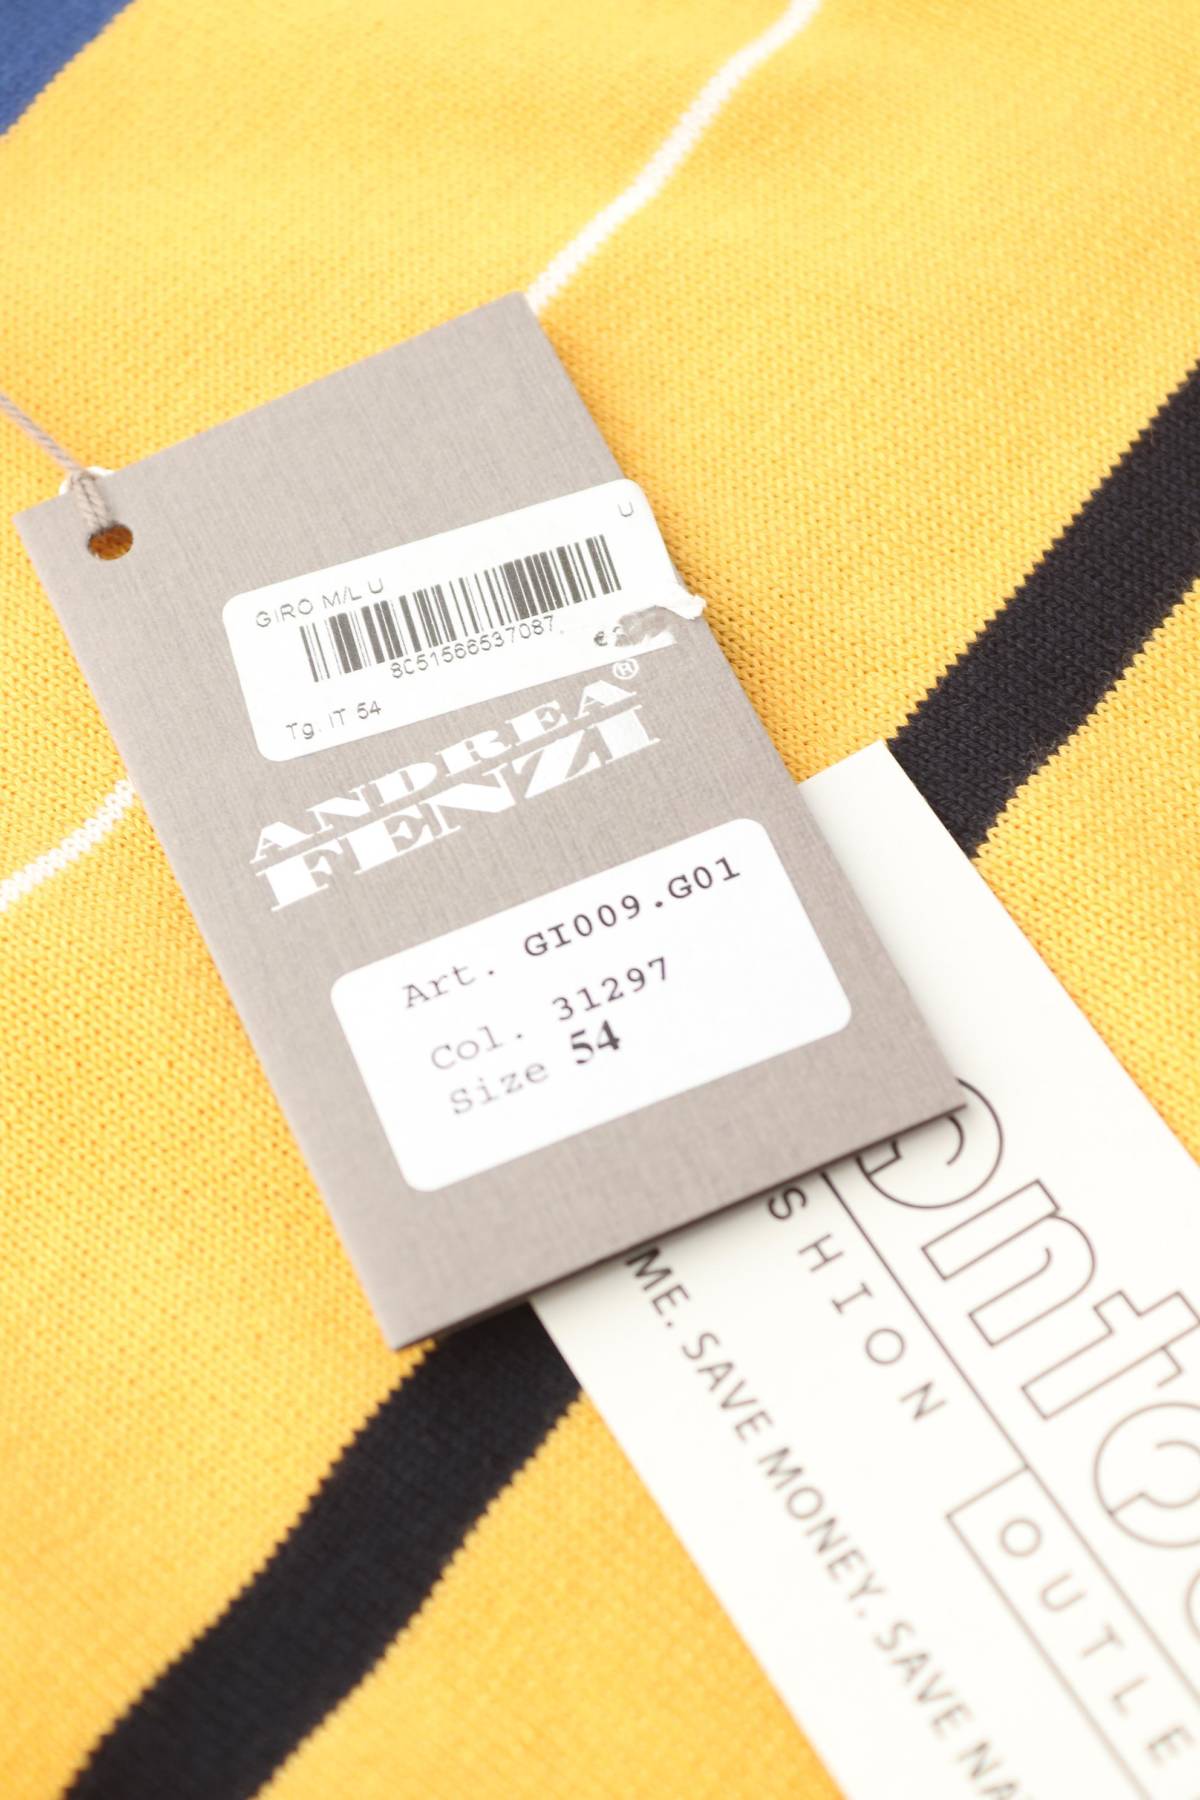 U
GIRO M/L U
8051566537087
€
Tg. IT 54
ANDREA®
FENZI
Art. GI009.G01
Col. 31297
Size 54
SHION
OUTLE
ME. SAVE MONEY. SAVE NA